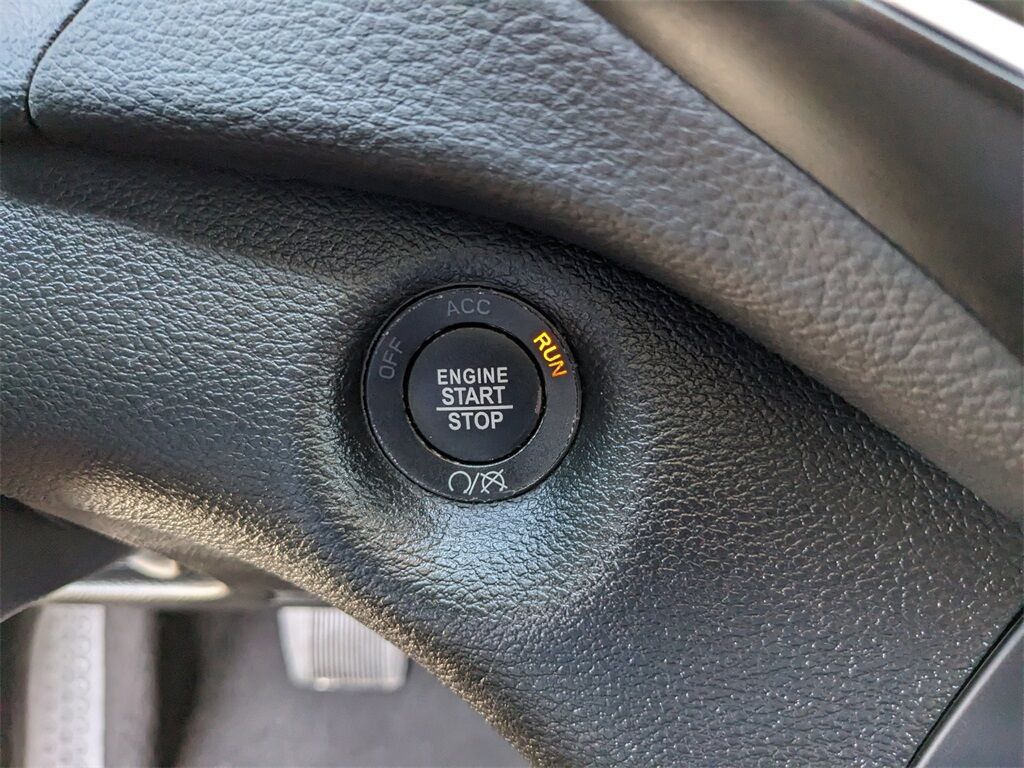 ACC
OFF
RUN
ENGINE
START
STOP